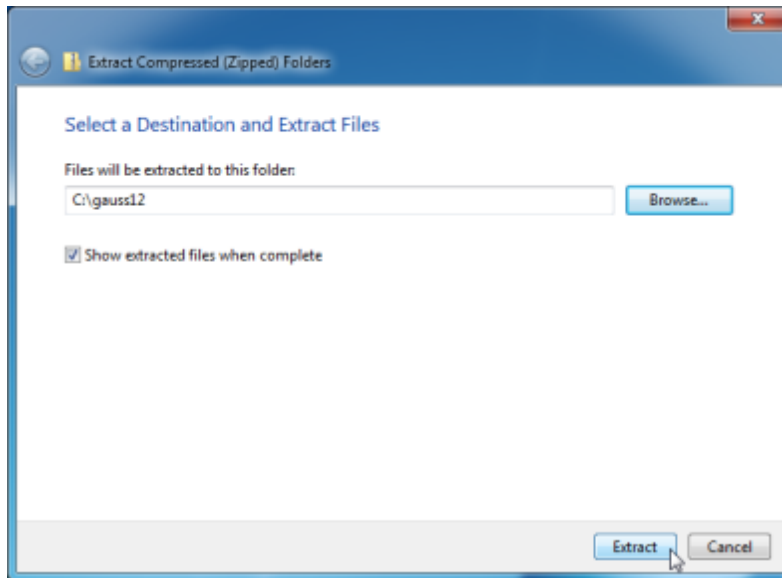 Extract Compressed (Zipped) Folders
Select a Destination and Extract Files
Files will be extracted to this folder:
C:\gauss12
Browse...
Show extracted files when complete
Extract
Cancel